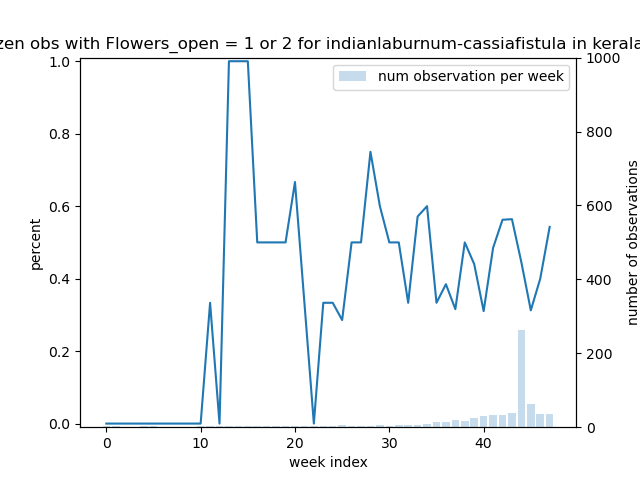 zen obs with Flowers_open = 1 or 2 for indianlaburnum-cassiafistula in kerala
num observation per week
percent
number of observations
1.0
0.8
0.6
0.4
0.2
0.0
1000
800
600
400
200
0
0 10 20 30 40
week index